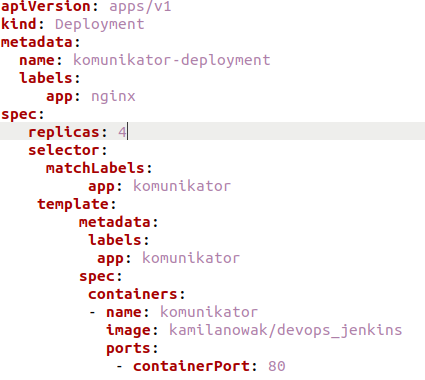 apiVersion: apps/v1
kind: Deployment
metadata:
  name: komunikator-deployment
  labels:
     app: nginx
spec:
   replicas: 4
   selector:
     matchLabels:
          app: komunikator
    template:
         metadata:
          labels:
           app: komunikator
         spec:
          containers:
          - name: komunikator
            image: kamilanowak/devops_jenkins
            ports:
             - containerPort: 80